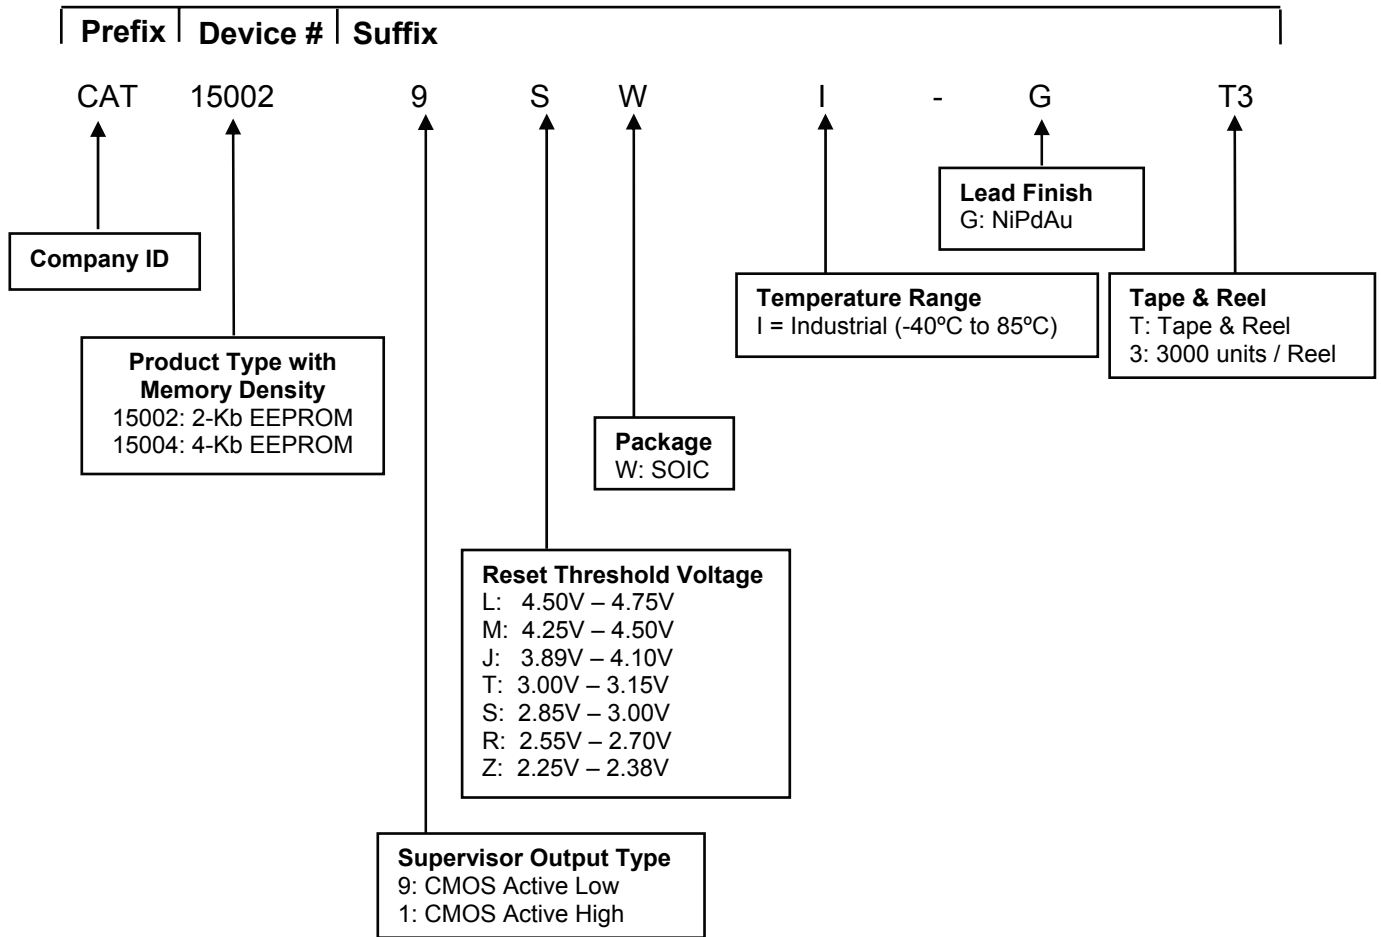 Prefix Device # Suffix
CAT 15002 9 S W I - G T3
Lead Finish
G: NiPdAu
Company ID
Temperature Range
I = Industrial (-40ºC to 85ºC)
Tape & Reel
T: Tape & Reel
3: 3000 units / Reel
Product Type with
Memory Density
15002: 2-Kb EEPROM
15004: 4-Kb EEPROM
Package
W: SOIC
Reset Threshold Voltage
L: 4.50V – 4.75V
M: 4.25V – 4.50V
J: 3.89V – 4.10V
T: 3.00V – 3.15V
S: 2.85V – 3.00V
R: 2.55V – 2.70V
Z: 2.25V – 2.38V
Supervisor Output Type
9: CMOS Active Low
1: CMOS Active High